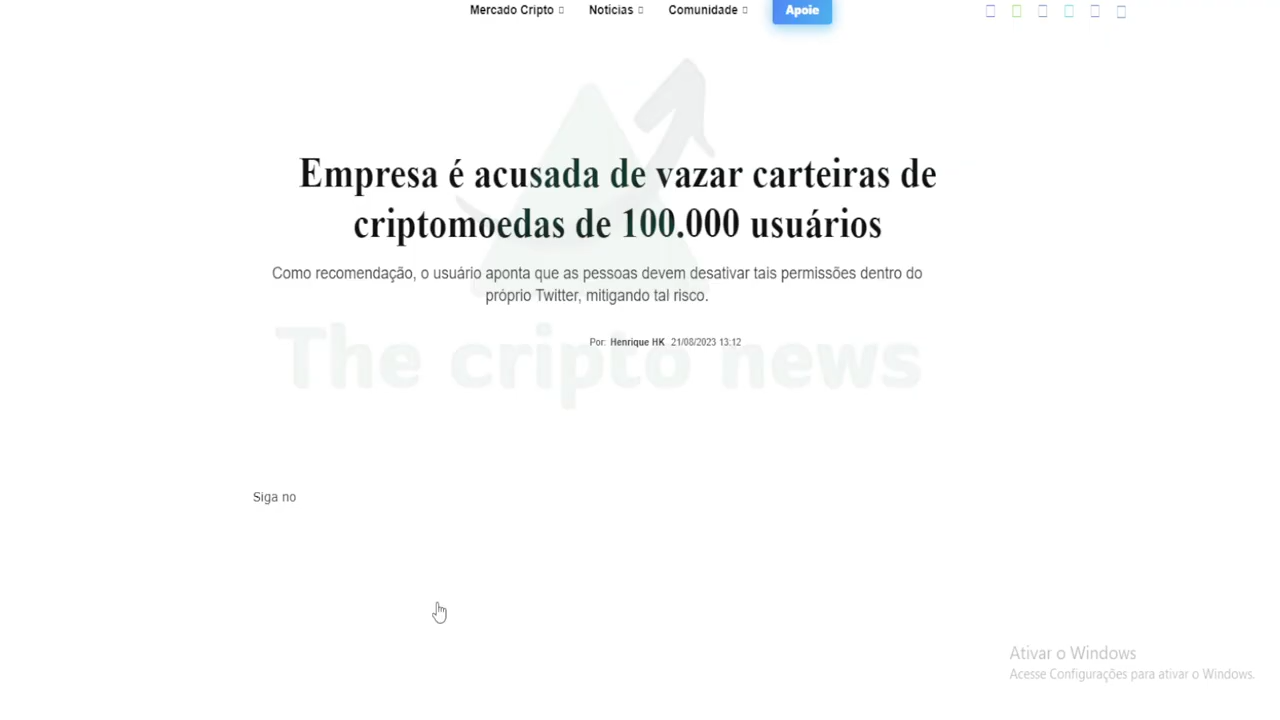 Mercado Cripto Noticias Comunidade Apoie
Empresa é acusada de vazar carteiras de
criptomoedas de 100.000 usuários
Como recomendação, o usuário aponta que as pessoas devem desativar tais permissões dentro do
próprio Twitter, mitigando tal risco.
Por: Henrique HK 21/08/2023 13:12
The cripto news
Siga no
Ativar o Windows
Acesse Configurações para ativar o Windows.